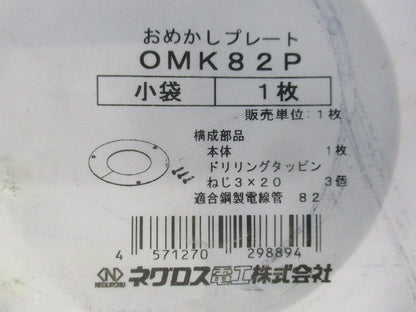 おめかしプレート
OMK82P
小袋 1枚
販売単位:1枚
構成部品
本体 1枚
ドリリングタッピン
ねじ3×20 3個
適合鋼製電線管 82
4 571270 298894
ネグロス電工株式会社